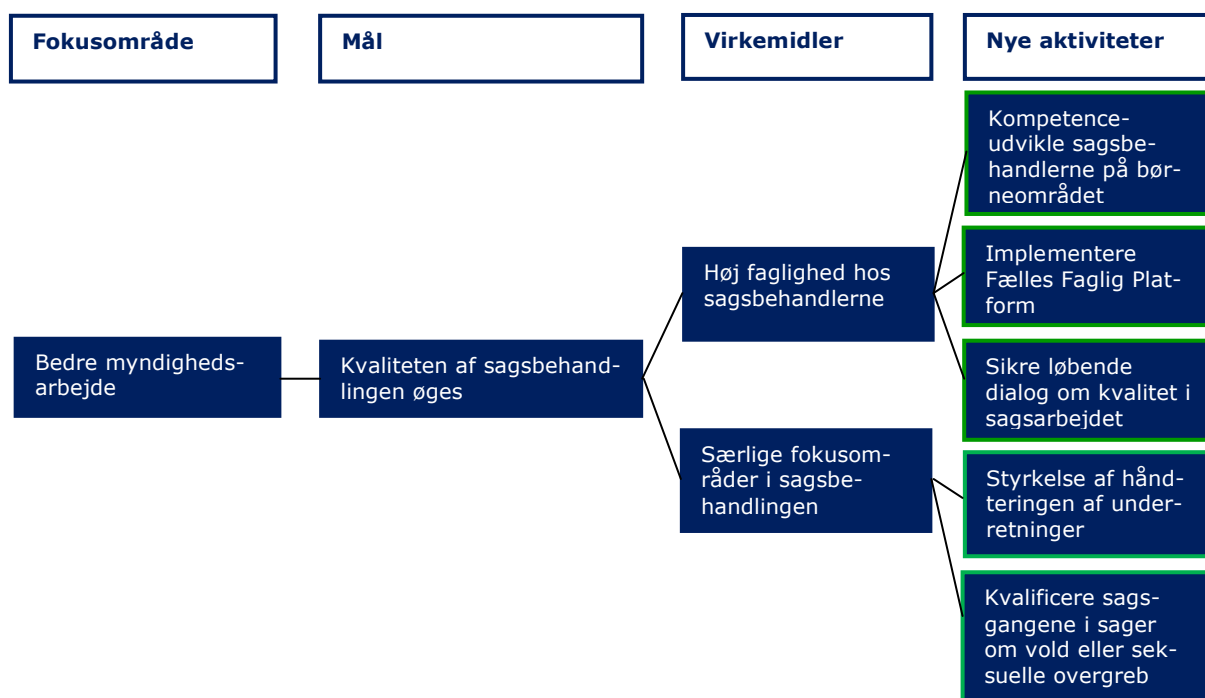 Fokusområde
Mål
Virkemidler
Nye aktiviteter
Bedre myndigheds-
arbejde
Kvaliteten af sagsbehand-
lingen øges
Høj faglighed hos
sagsbehandlerne
Særlige fokusom-
råder i sagsbe-
handlingen
Kompetence-
udvikle sagsbe-
handlerne på bør-
neområdet
Implementere
Fælles Faglig Plat-
form
Sikre løbende
dialog om kvalitet i
sagsarbejdet
Styrkelse af hånd-
teringen af under-
retninger
Kvalificere sags-
gangene i sager
om vold eller sek-
suelle overgreb